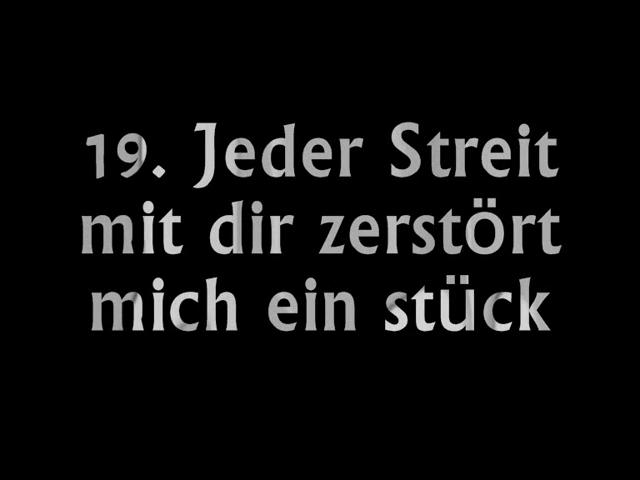 19. Jeder Streit
mit dir zerstört
mich ein stück